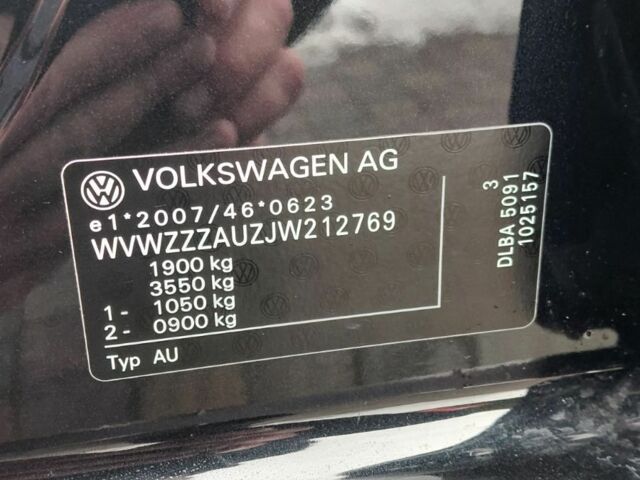 VOLKSWAGEN AG
e1*2007/46*0623
WVWZZZAUZJW212769
1900 kg
3550 kg
1- 1050 kg
2- 0900 kg
Typ AU
3
DLBA 5091
1025157